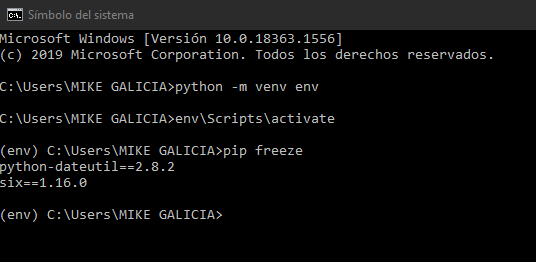 Símbolo del sistema
Microsoft Windows [Versión 10.0.18363.1556]
(c) 2019 Microsoft Corporation. Todos los derechos reservados.
C:\Users\MIKE GALICIA>python -m venv env
C:\Users\MIKE GALICIA>env\Scripts\activate
(env) C:\Users\MIKE GALICIA>pip freeze
python-dateutil==2.8.2
six==1.16.0
(env) C:\Users\MIKE GALICIA>